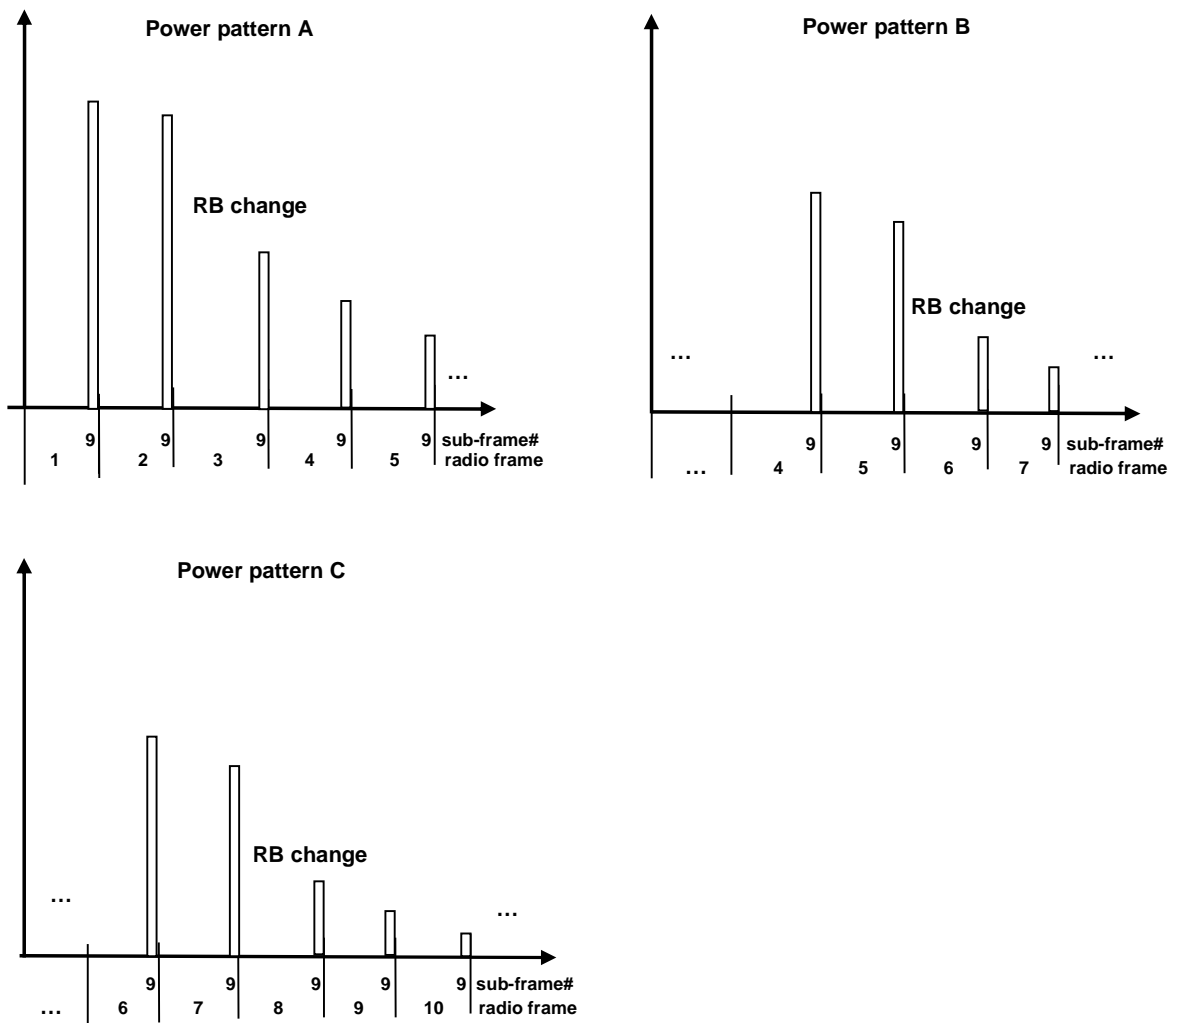 Power pattern A
RB change
…
9 9 9 9 9 sub-frame#
1 2 3 4 5 radio frame
Power pattern B
RB change
… …
9 9 9 9 sub-frame#
… 4 5 6 7 radio frame
Power pattern C
RB change
… …
9 9 9 9 9 sub-frame#
… 6 7 8 9 10 radio frame